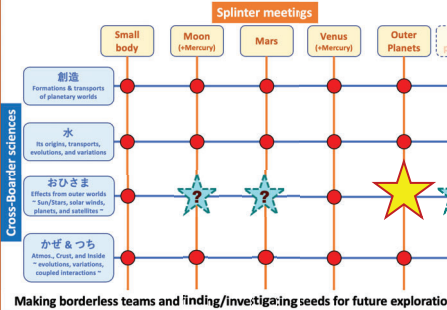 Splinter meetings
Small
body
Moon
(+Mercury)
Mars
Venus
(+Mercury)
Outer
Planets
Cross-Boarder sciences
創造
Formations & transports
of planetary worlds
水
Its origins, transports,
evolutions, and variations
おひさま
Effects from outer worlds
~ Sun/Stars, solar winds,
planets, and satellites ~
?
?
かぜ & つち
Atmos., Crust, and Inside
~ evolutions, variations,
coupled interactions ~
Making borderless teams and finding/investigating seeds for future exploratio